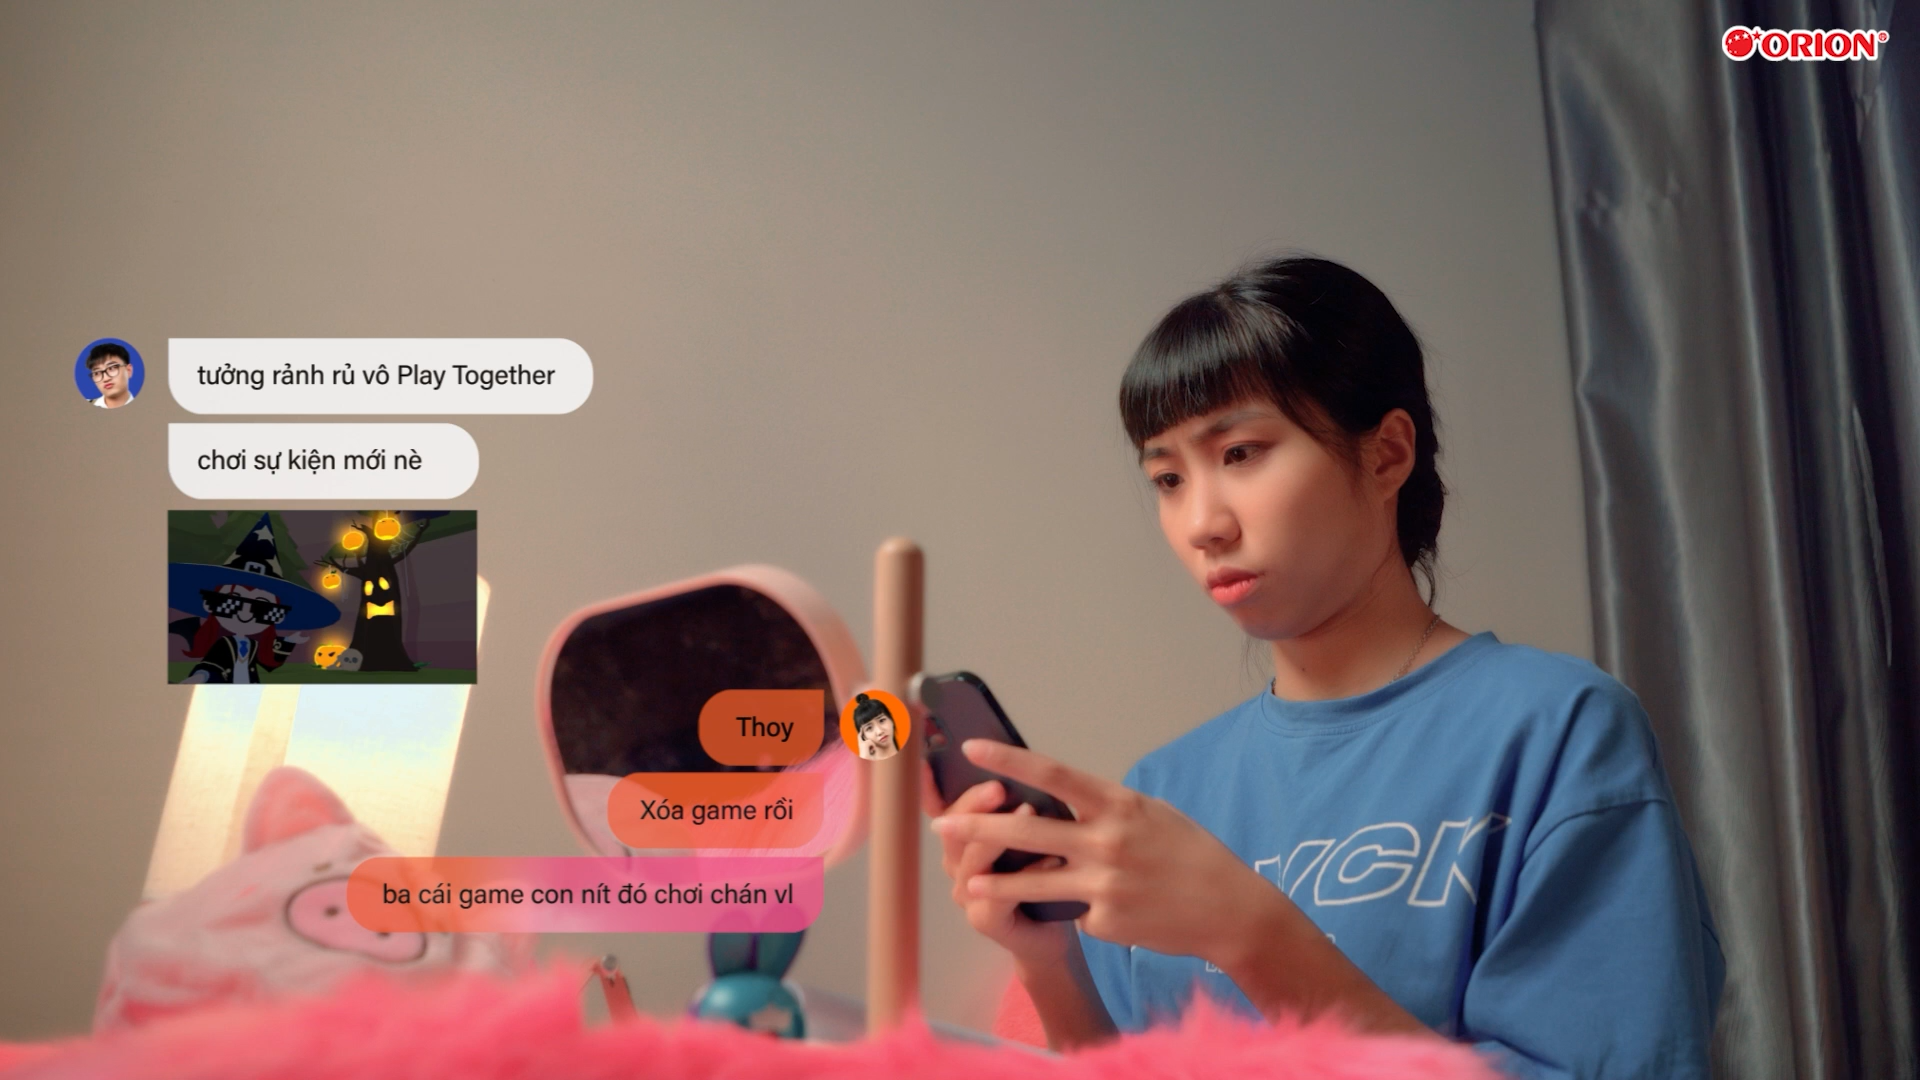 ORION
tưởng rảnh rủ vô Play Together
chơi sự kiện mới nè
Thoy
Xóa game rồi
ba cái game con nít đó chơi chán vl